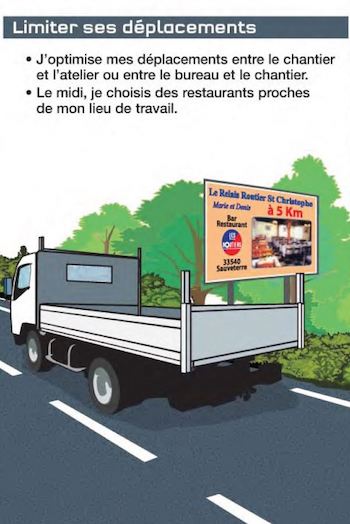 Limiter ses déplacements
• J'optimise mes déplacements entre le chantier
et l'atelier ou entre le bureau et le chantier.
• Le midi, je choisis des restaurants proches
de mon lieu de travail.
Le Relais Routier St Christophe
Marie et Denis
à 5 Km
Bar
Restaurant
LES
ROUTIERS
33540
Sauveterre